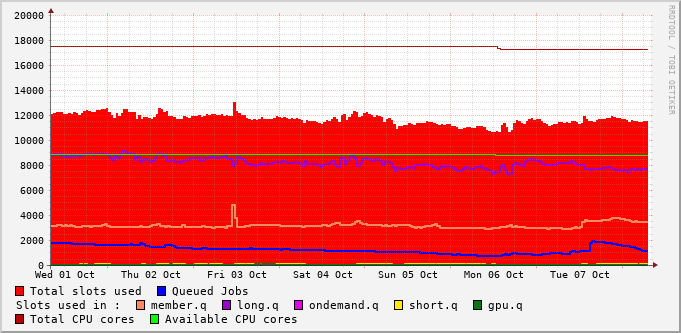 20000
18000
16000
14000
12000
10000
8000
6000
4000
2000
0
Wed 01 Oct Thu 02 Oct Fri 03 Oct Sat 04 Oct Sun 05 Oct Mon 06 Oct Tue 07 Oct
Total slots used Queued Jobs
Slots used in : member.q long.q ondemand.q short.q gpu.q
Total CPU cores Available CPU cores
RRDTOOL / TOBI OETIKER